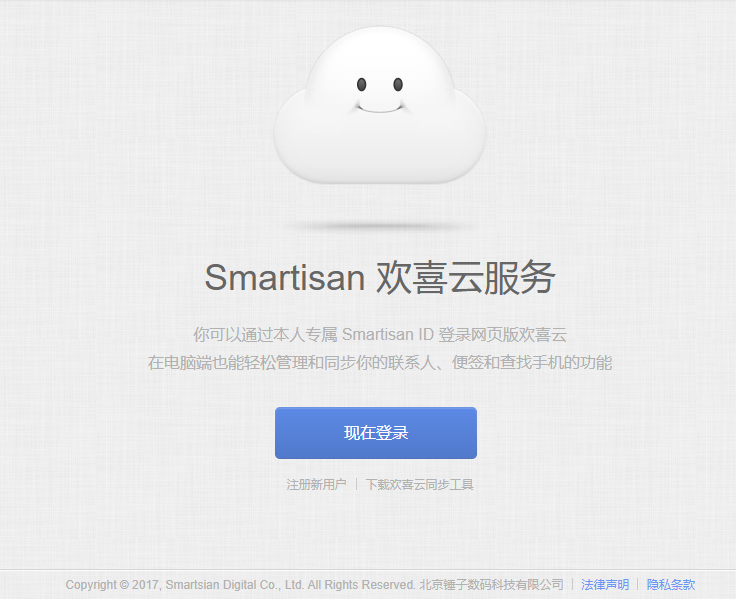 Smartisan 欢喜云服务
你可以通过本人专属 Smartisan ID 登录网页版欢喜云
在电脑端也能轻松管理和同步你的联系人、便签和查找手机的功能
现在登录
注册新用户 | 下载欢喜云同步工具
Copyright © 2017, Smartsian Digital Co., Ltd. All Rights Reserved. 北京锤子数码科技有限公司 | 法律声明 | 隐私条款